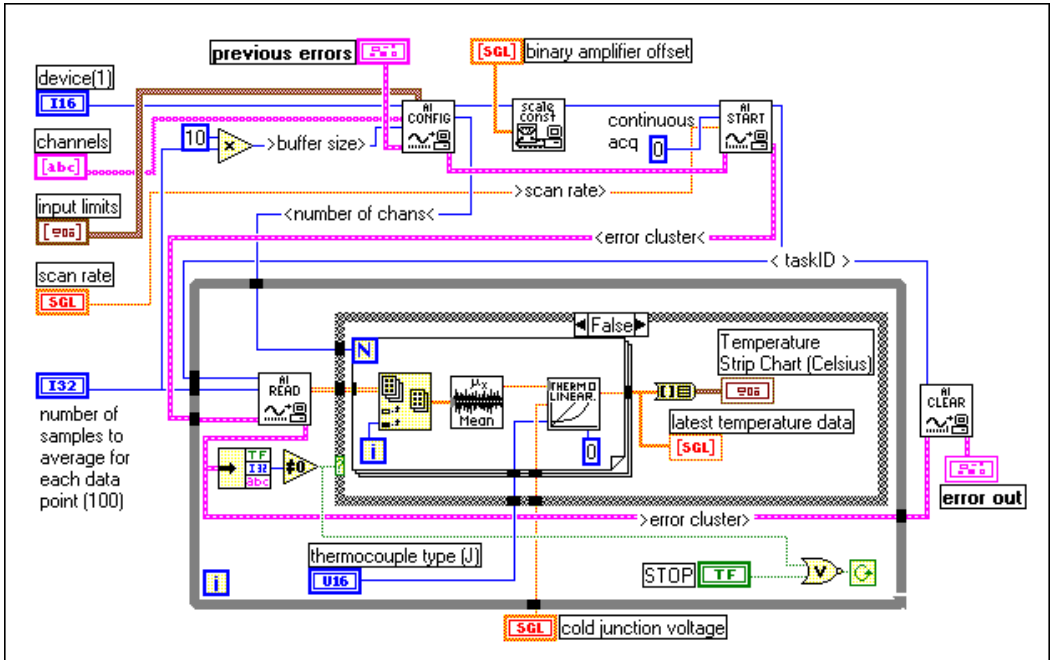 previous errors
[SGL] binary amplifier offset
device(1)
I16
AI CONFIG
scale const
continuous acq
0
AI START
channels
[abc]
10
x
>buffer size>
>scan rate>
input limits
<number of chans<
<error cluster<
scan rate
SGL
< taskID >
False
N
Temperature
Strip Chart (Celsius)
I32
number of
samples to
average for
each data
point (100)
AI READ
i
μx
Mean
THERMO
LINEAR.
0
latest temperature data
[SGL]
AI CLEAR
error out
TF
I32
abc
≠0
?
>error cluster>
thermocouple type (J)
U16
STOP
TF
V
i
SGL cold junction voltage